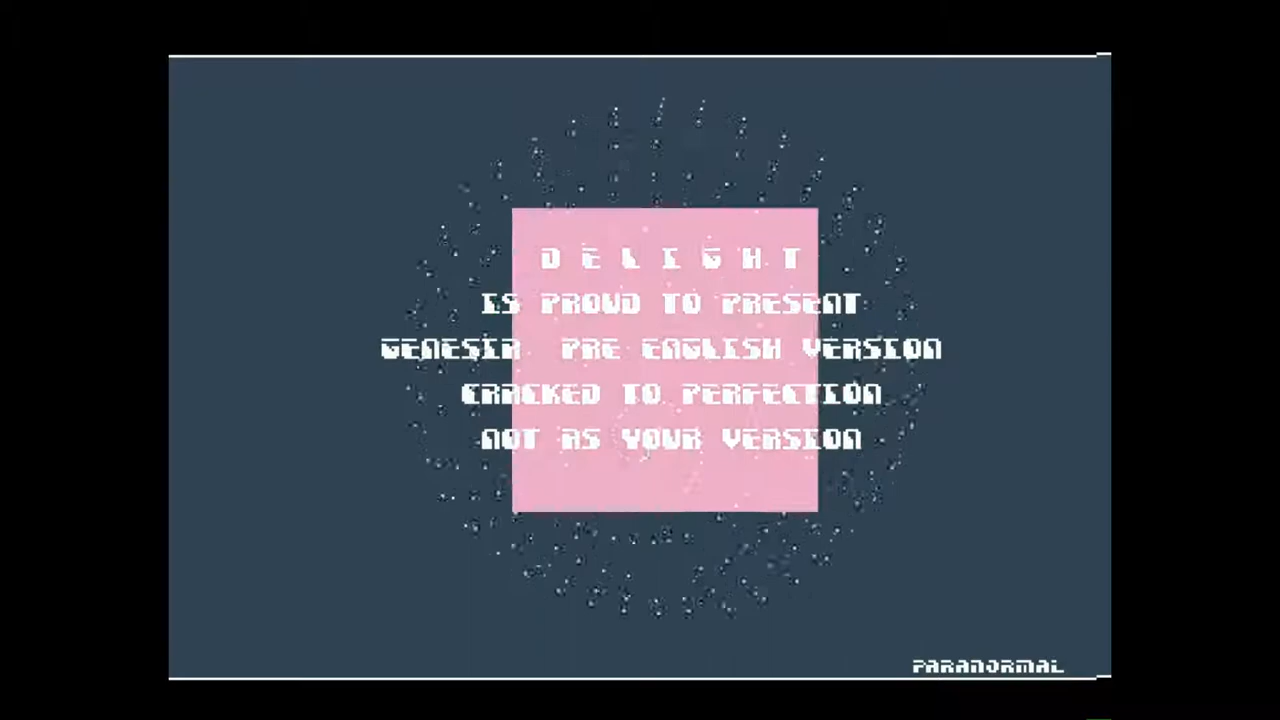 D E L I G H T
IS PROUD TO PRESENT
GENESIA PRE ENGLISH VERSION
CRACKED TO PERFECTION
NOT AS YOUR VERSION
PARANORMAL